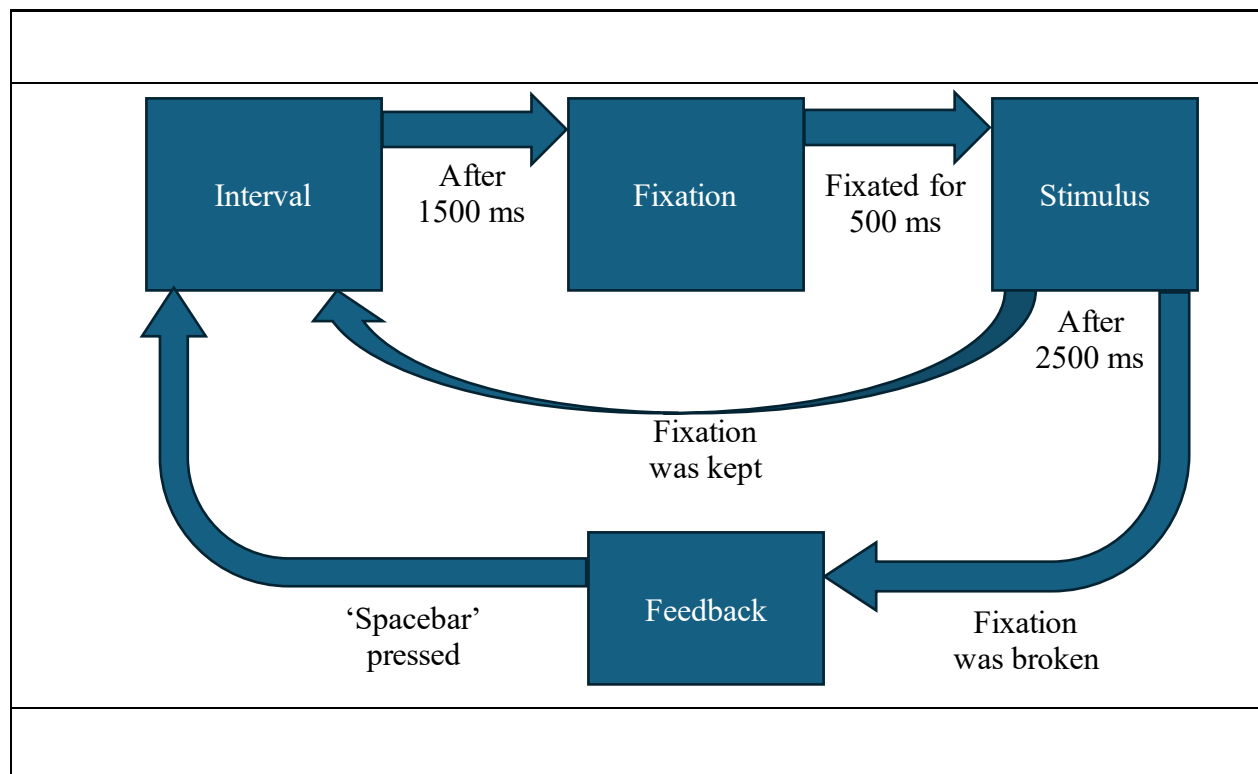 Interval
After
1500 ms
Fixation
Fixated for
500 ms
Stimulus
After
2500 ms
Fixation
was kept
Feedback
‘Spacebar’
pressed
Fixation
was broken